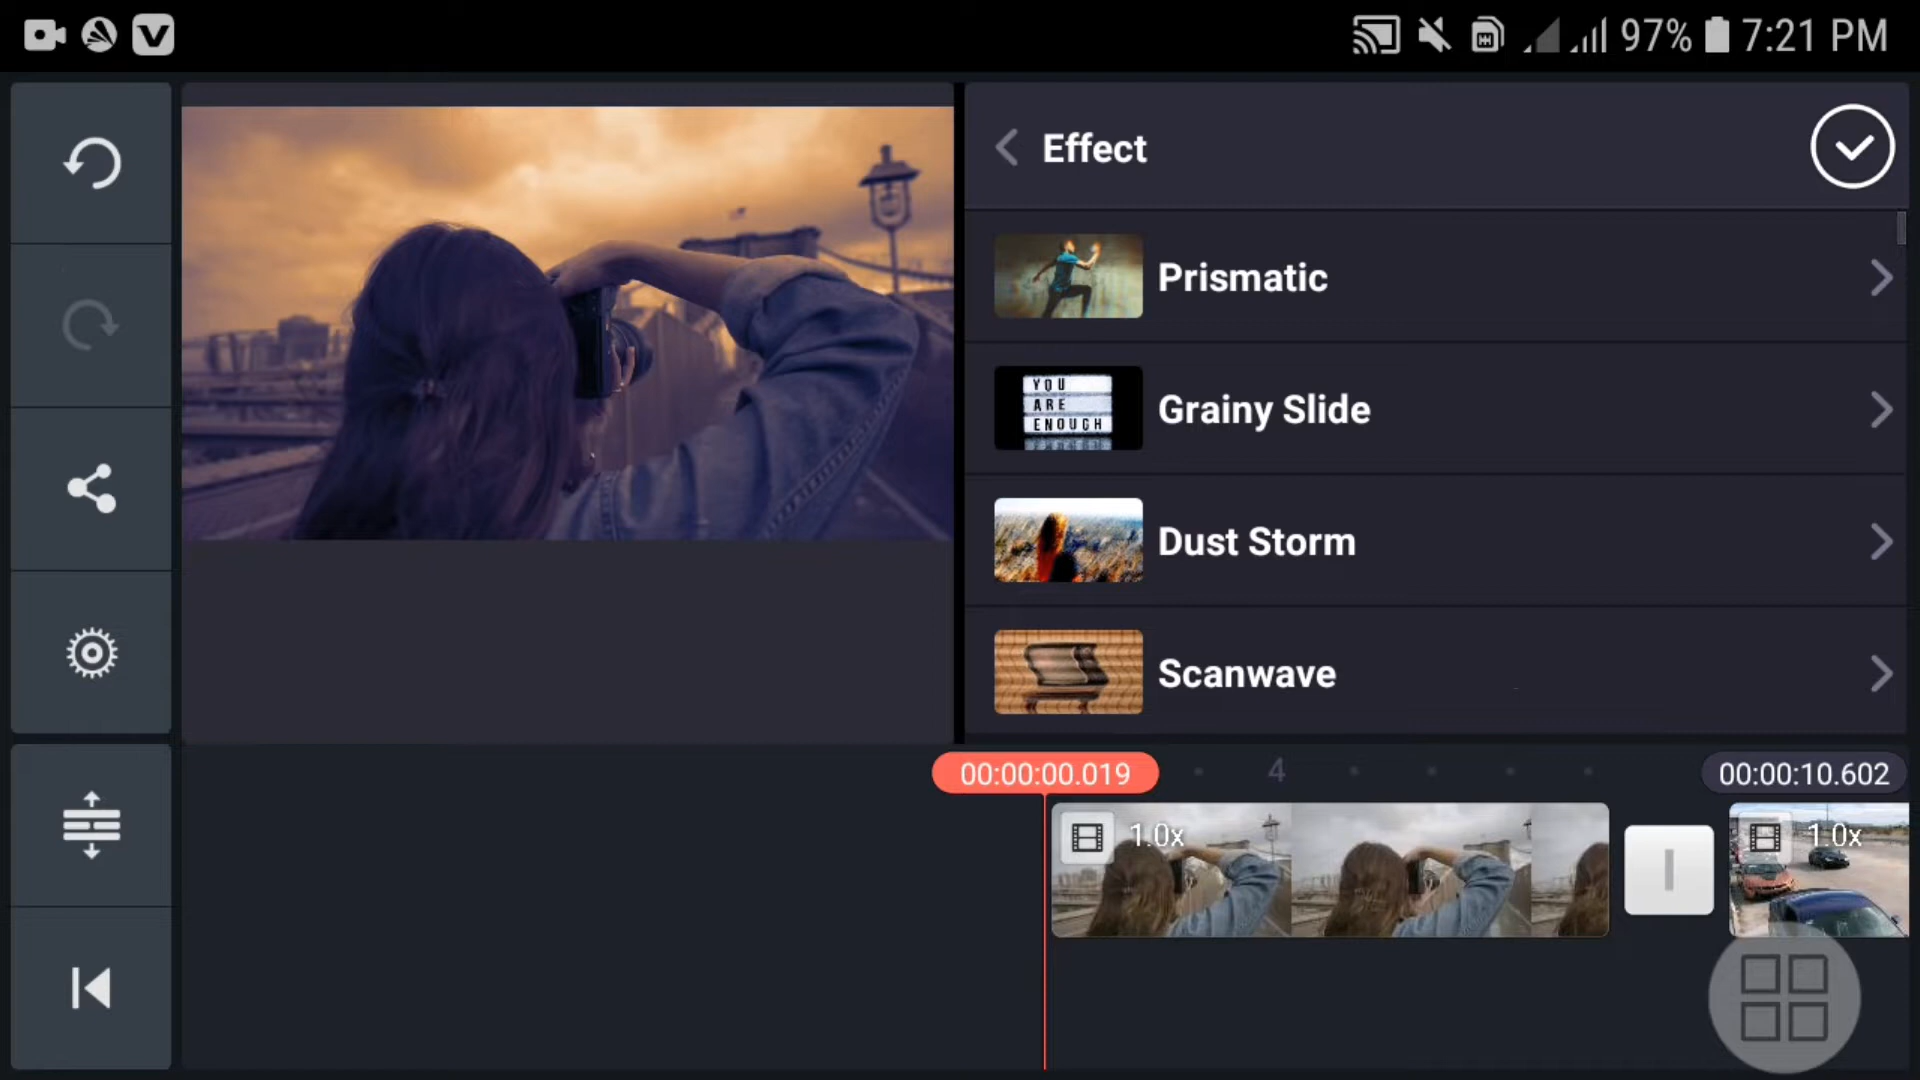 97% 7:21 PM
Effect
Prismatic
YOU
ARE
ENOUGH
Grainy Slide
Dust Storm
Scanwave
00:00:00.019
4
00:00:10.602
1.0x
1.0x